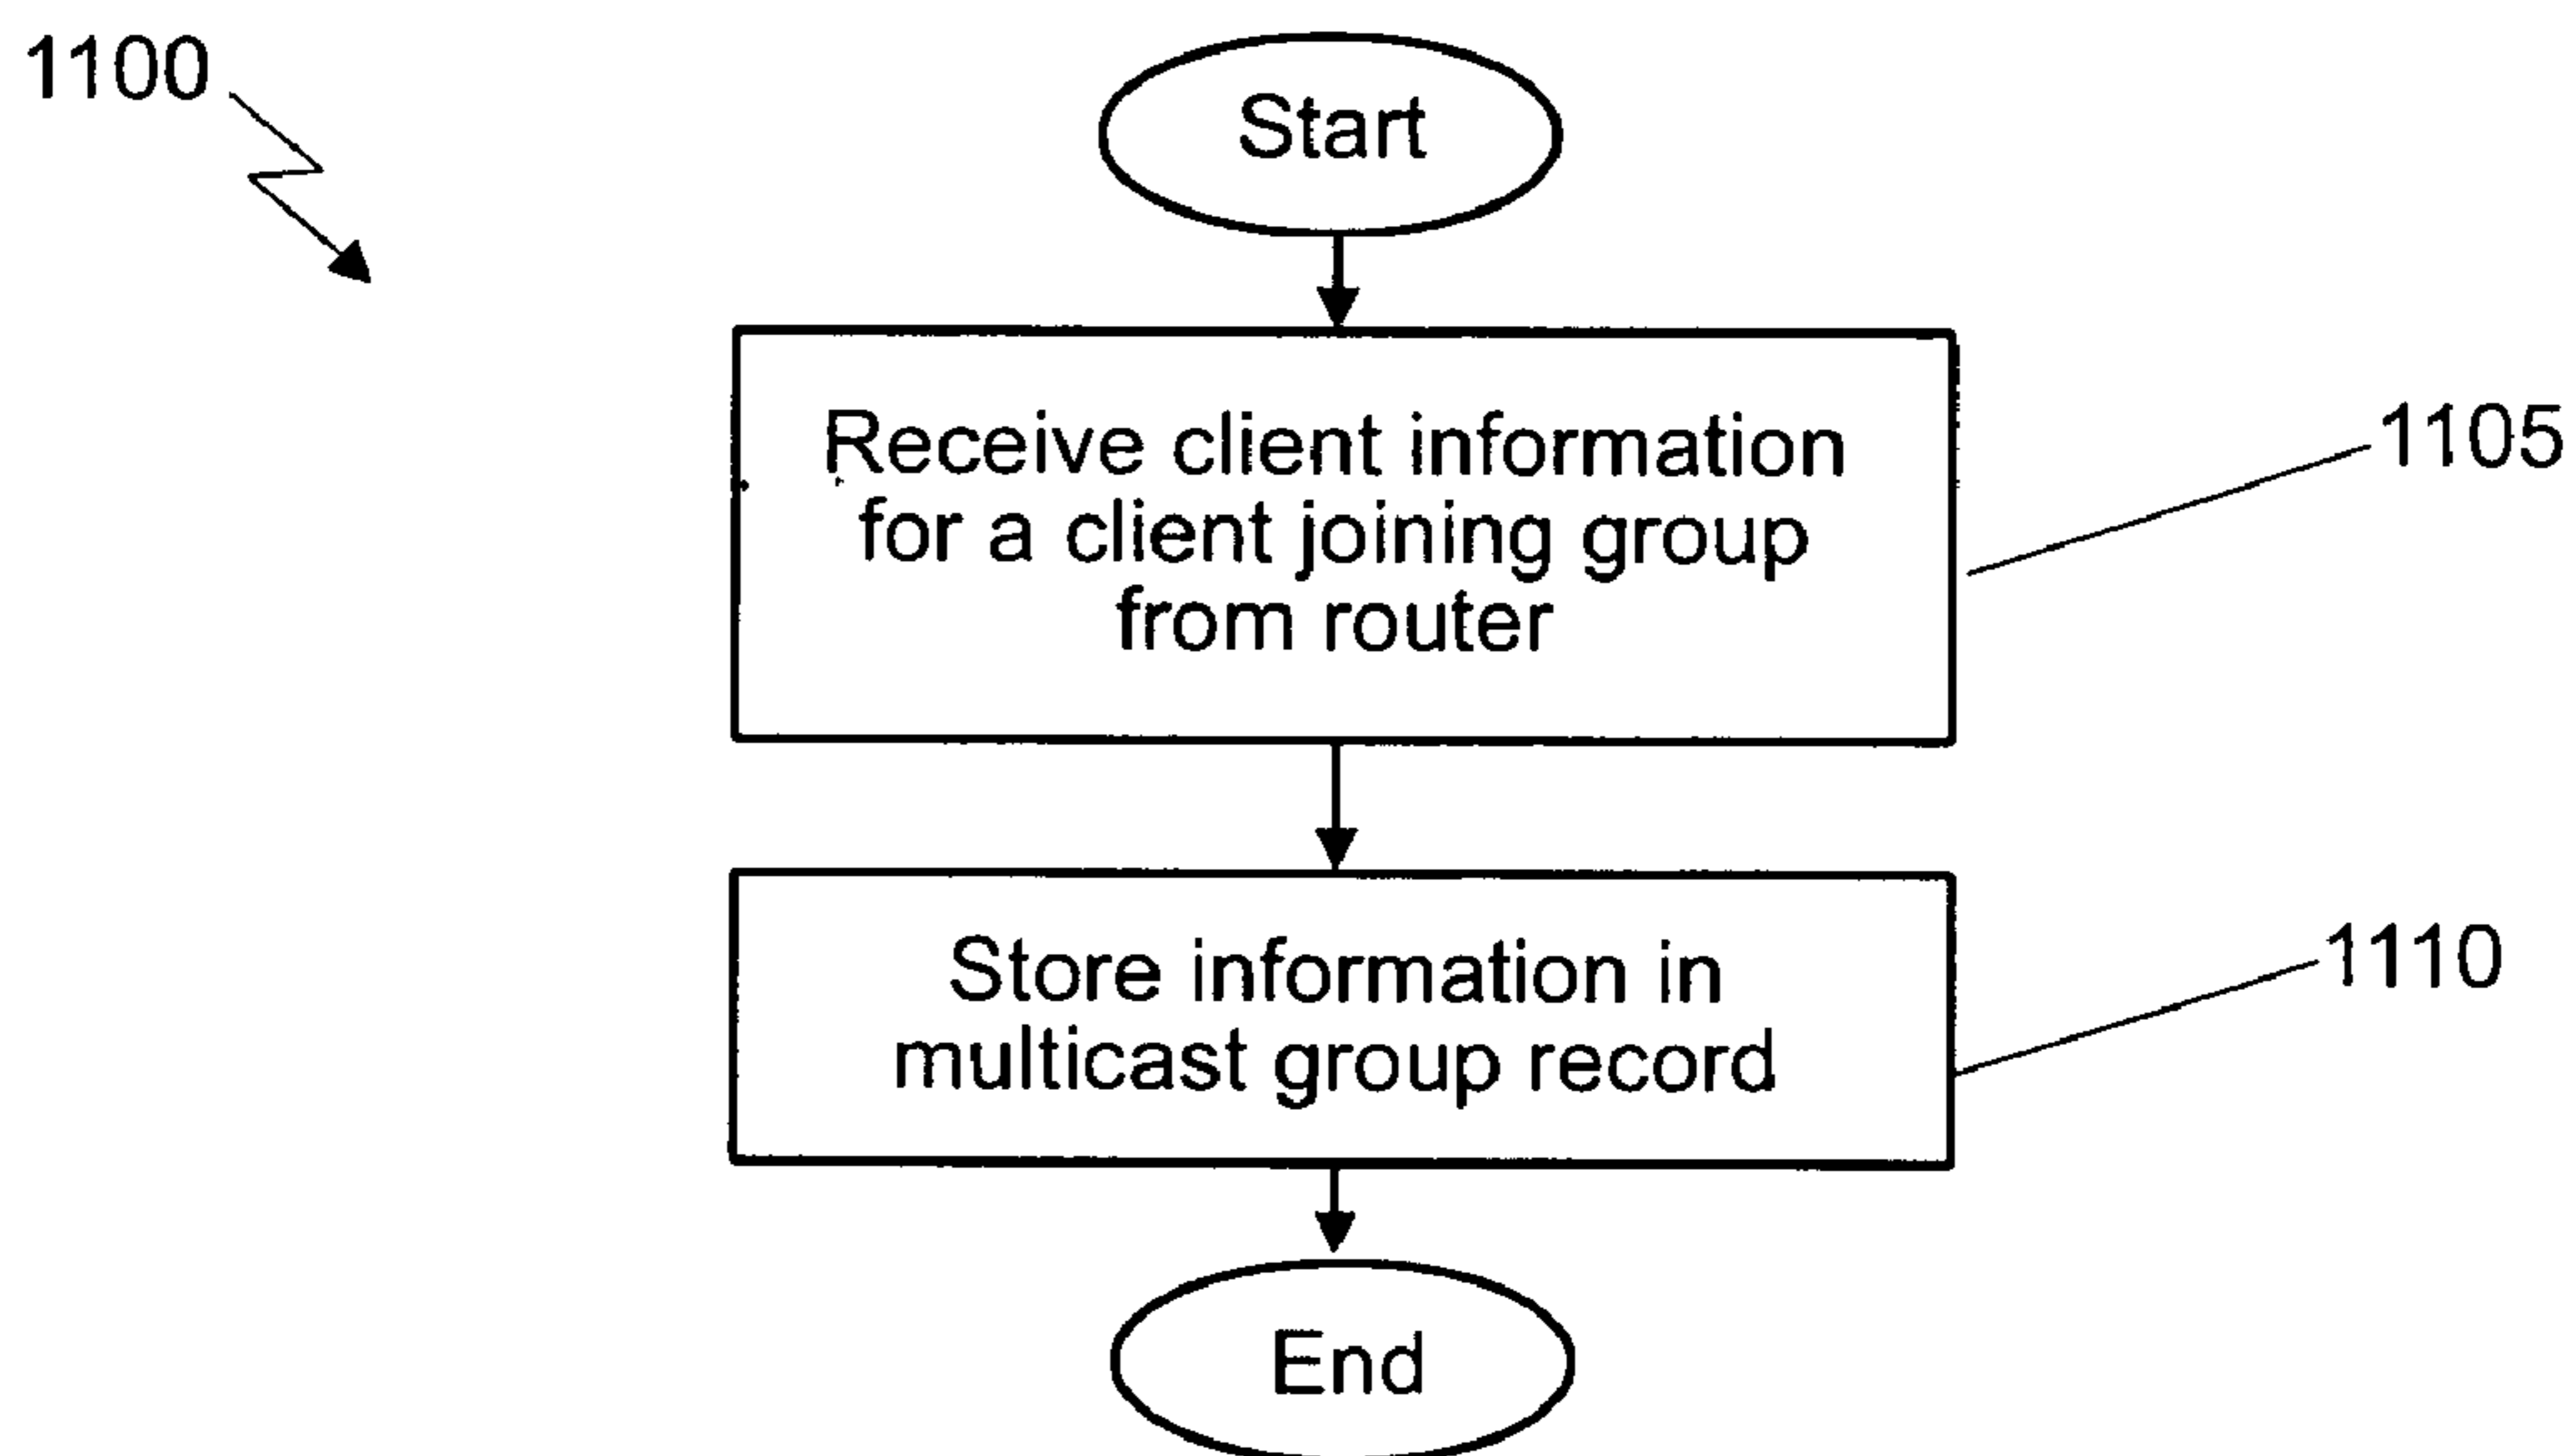 1100
Start
Receive client information
for a client joining group
from router
1105
Store information in
multicast group record
1110
End